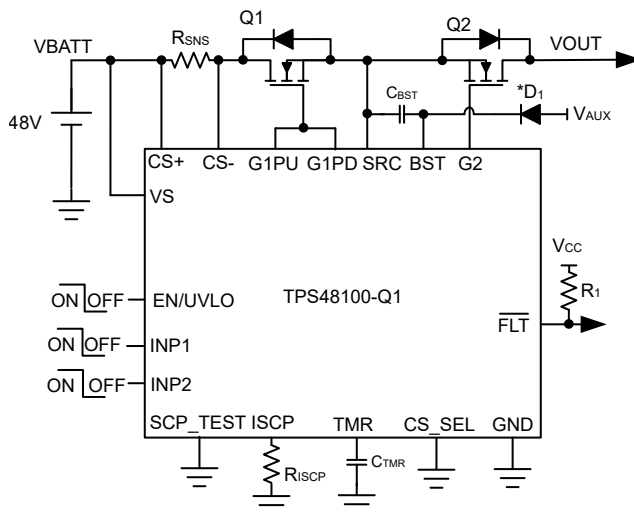 Q1
Q2
VBATT
RSNS
VOUT
CBST
*D1
VAUX
48V
CS+
CS-
G1PU
G1PD
SRC
BST
G2
VS
VCC
R1
ON OFF
EN/UVLO
TPS48100-Q1
FLT
ON OFF
INP1
ON OFF
INP2
SCP_TEST
ISCP
TMR
CS_SEL
GND
RISCP
CTMR